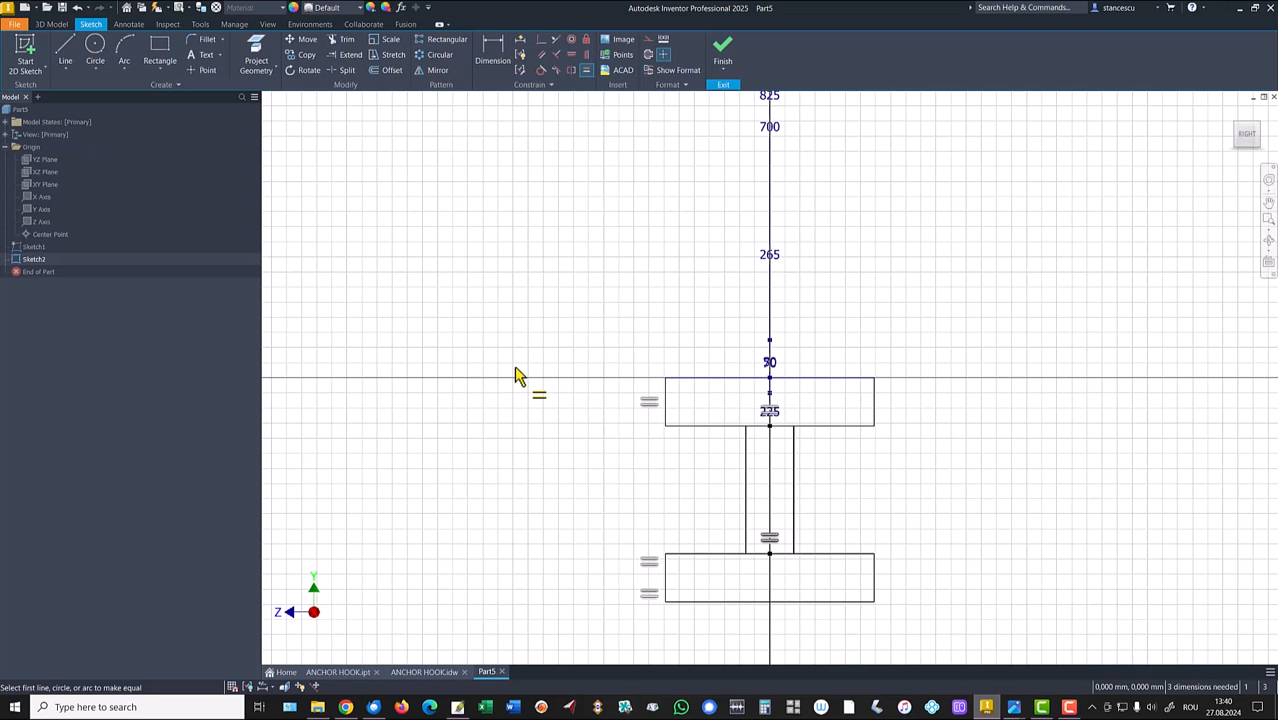 Material
Default
Autodesk Inventor Professional 2025 Part5
Search Help & Commands...
stancescu
File
3D Model
Sketch
Annotate
Inspect
Tools
Manage
View
Environments
Collaborate
Fusion
Start
2D Sketch
Line
Circle
Arc
Rectangle
Fillet
Text
Point
Project
Geometry
Move
Copy
Rotate
Trim
Extend
Split
Scale
Stretch
Offset
Rectangular
Circular
Mirror
Dimension
Image
Points
ACAD
Show Format
Finish
Sketch
Create
Modify
Pattern
Constrain
Insert
Format
Exit
Model
Part5
Model States: [Primary]
View: [Primary]
Origin
YZ Plane
XZ Plane
XY Plane
X Axis
Y Axis
Z Axis
Center Point
Sketch1
Sketch2
End of Part
825
700
265
225
RIGHT
Y
Z
Home
ANCHOR HOOK.ipt
ANCHOR HOOK.idw
Part5
Select first line, circle, or arc to make equal
0,000 mm, 0,000 mm
3 dimensions needed
1
3
Type here to search
13:40
27.08.2024